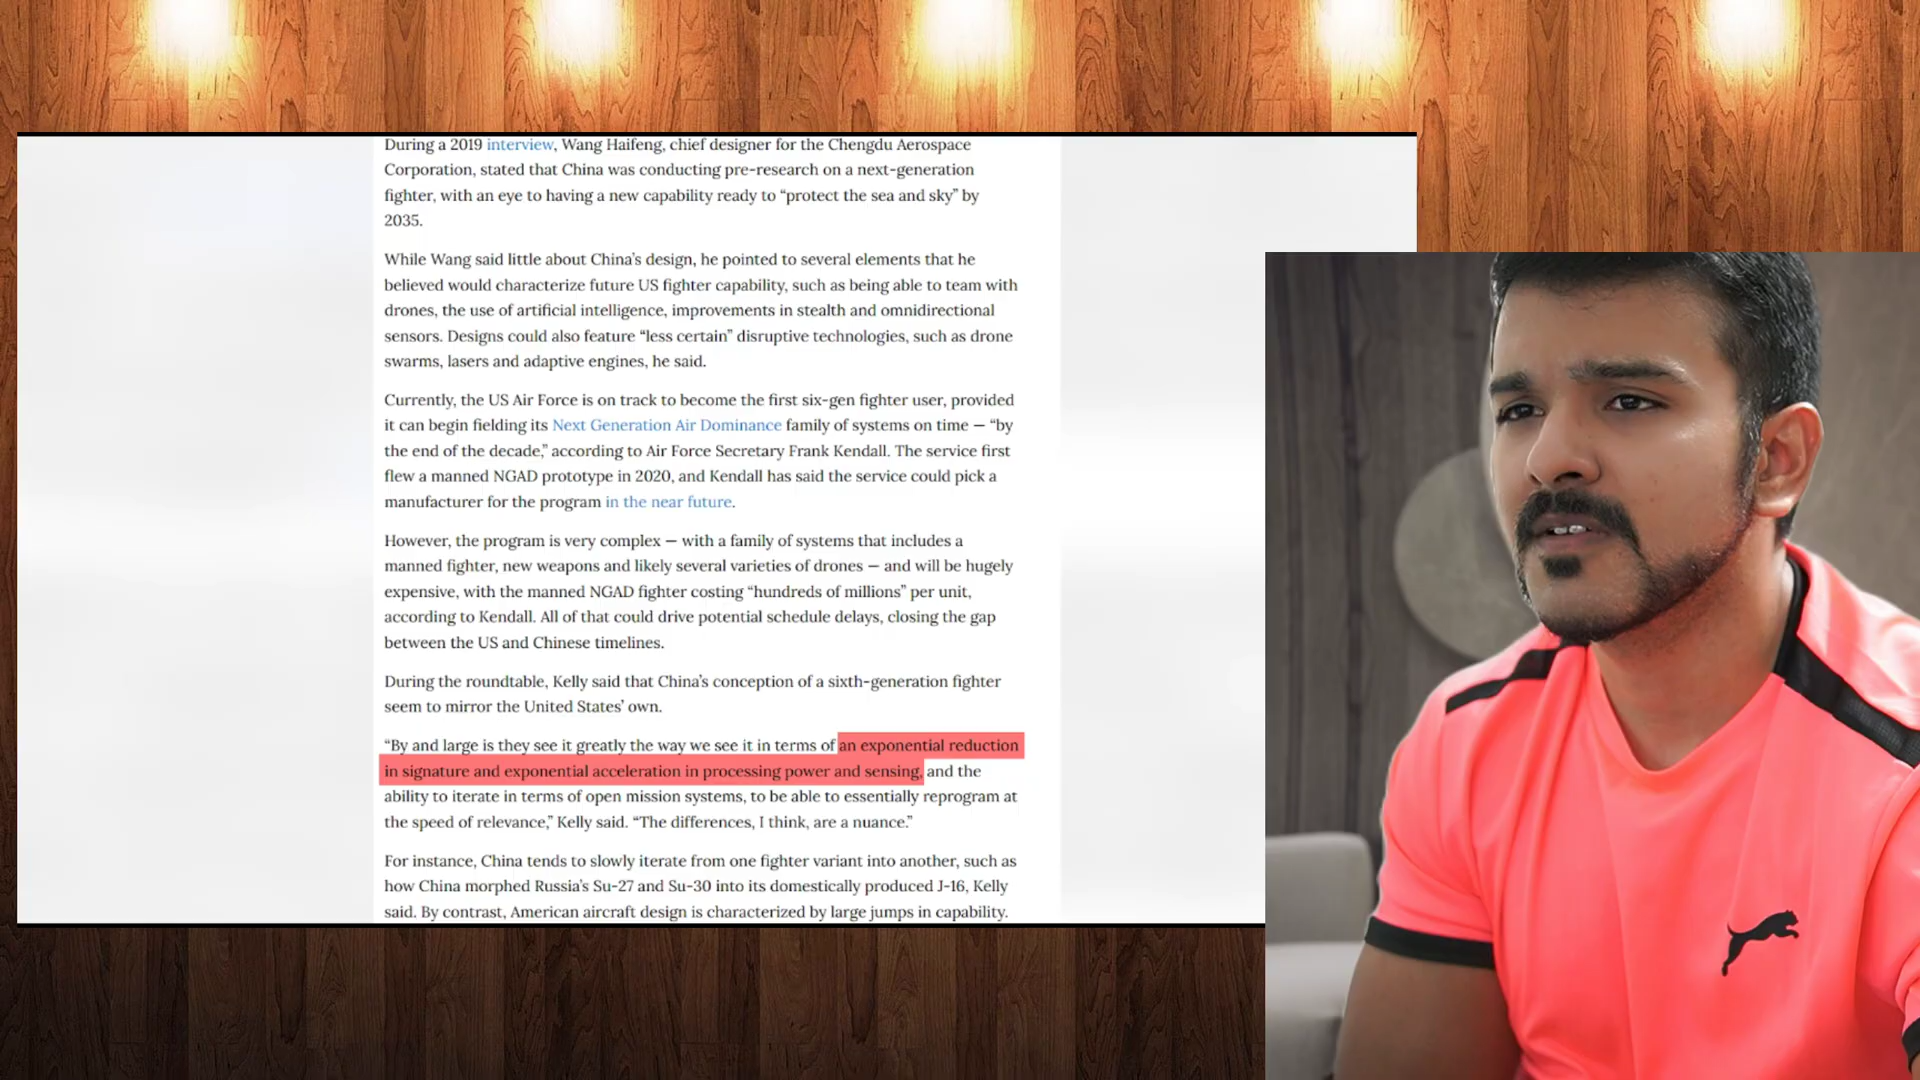 During a 2019 interview, Wang Haifeng, chief designer for the Chengdu Aerospace
Corporation, stated that China was conducting pre-research on a next-generation
fighter, with an eye to having a new capability ready to “protect the sea and sky” by
2035.
While Wang said little about China’s design, he pointed to several elements that he
believed would characterize future US fighter capability, such as being able to team with
drones, the use of artificial intelligence, improvements in stealth and omnidirectional
sensors. Designs could also feature “less certain” disruptive technologies, such as drone
swarms, lasers and adaptive engines, he said.
Currently, the US Air Force is on track to become the first six-gen fighter user, provided
it can begin fielding its Next Generation Air Dominance family of systems on time — “by
the end of the decade,” according to Air Force Secretary Frank Kendall. The service first
flew a manned NGAD prototype in 2020, and Kendall has said the service could pick a
manufacturer for the program in the near future.
However, the program is very complex — with a family of systems that includes a
manned fighter, new weapons and likely several varieties of drones — and will be hugely
expensive, with the manned NGAD fighter costing “hundreds of millions” per unit,
according to Kendall. All of that could drive potential schedule delays, closing the gap
between the US and Chinese timelines.
During the roundtable, Kelly said that China’s conception of a sixth-generation fighter
seem to mirror the United States’ own.
“By and large is they see it greatly the way we see it in terms of an exponential reduction
in signature and exponential acceleration in processing power and sensing, and the
ability to iterate in terms of open mission systems, to be able to essentially reprogram at
the speed of relevance,” Kelly said. “The differences, I think, are a nuance.”
For instance, China tends to slowly iterate from one fighter variant into another, such as
how China morphed Russia’s Su-27 and Su-30 into its domestically produced J-16, Kelly
said. By contrast, American aircraft design is characterized by large jumps in capability.